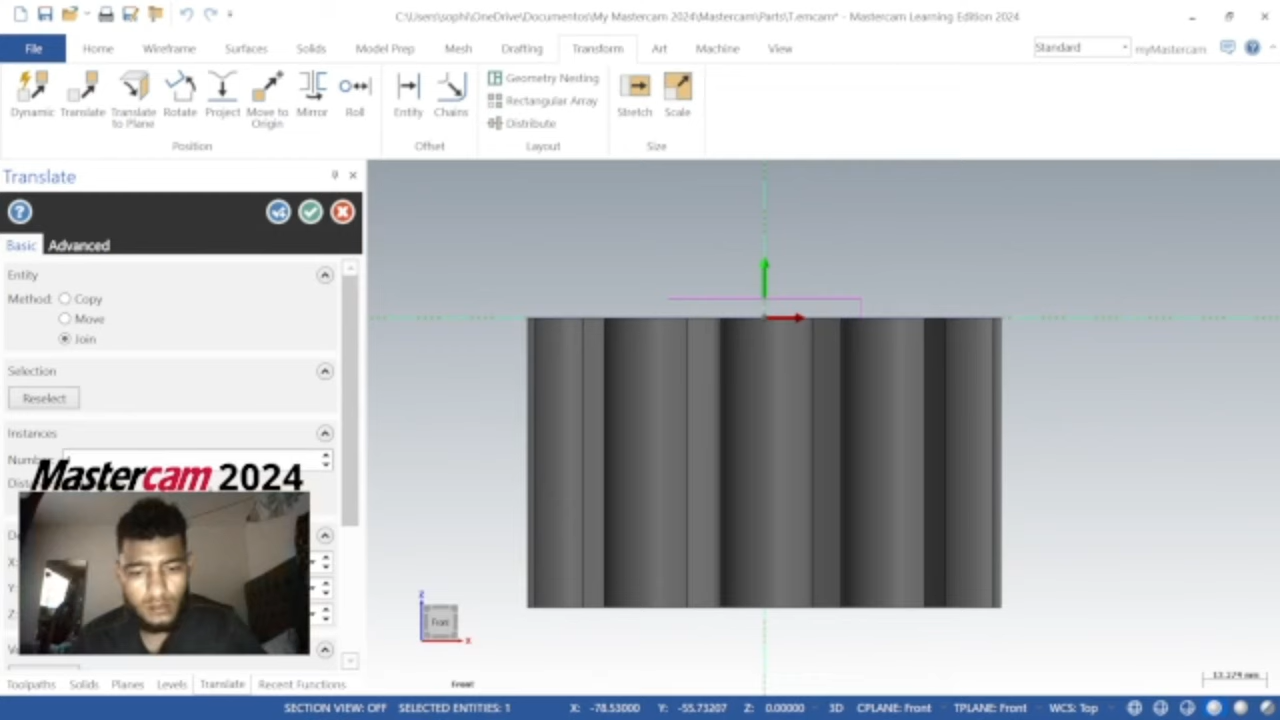 C:\Users\sophi\OneDrive\Documentos\My Mastercam 2024\Mastercam\Parts\T.emcam* - Mastercam Learning Edition 2024
File Home Wireframe Surfaces Solids Model Prep Mesh Drafting Transform Art Machine View Standard myMastercam
Dynamic Translate Translate to Plane Rotate Project Move to Origin Mirror Roll Entity Chains Geometry Nesting Stretch Scale
Rectangular Array
Distribute
Position Offset Layout Size
Translate
Basic Advanced
Entity
Method: Copy
Move
Join
Selection
Reselect
Instances
Mastercam 2024
X:
Y:
Z:
Front
Z
X
Toolpaths Solids Planes Levels Translate Recent Functions Front
SECTION VIEW: OFF SELECTED ENTITIES: 1 X: -78.53000 Y: -55.73207 Z: 0.00000 3D CPLANE: Front TPLANE: Front WCS: Top